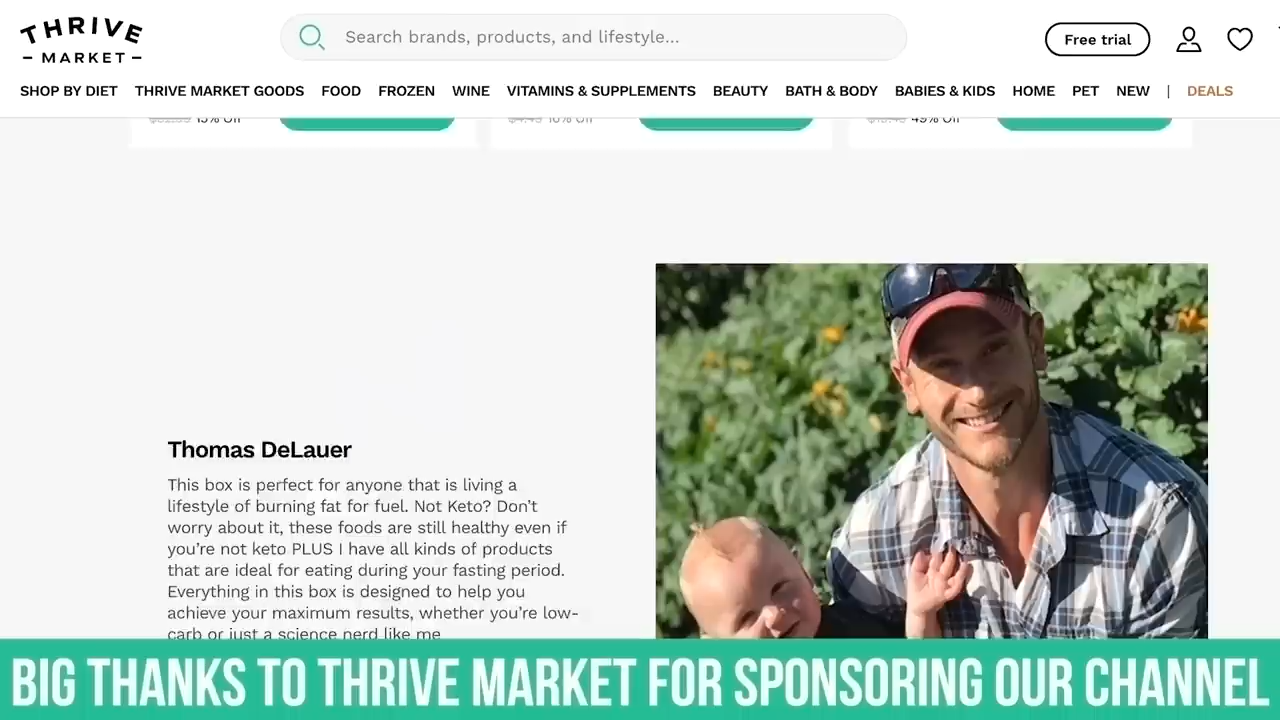 THRIVE
MARKET
Search brands, products, and lifestyle...
Free trial
SHOP BY DIET THRIVE MARKET GOODS FOOD FROZEN WINE VITAMINS & SUPPLEMENTS BEAUTY BATH & BODY BABIES & KIDS HOME PET NEW | DEALS
15% Off 10% Off 49% Off
Thomas DeLauer
This box is perfect for anyone that is living a
lifestyle of burning fat for fuel. Not Keto? Don’t
worry about it, these foods are still healthy even if
you’re not keto PLUS I have all kinds of products
that are ideal for eating during your fasting period.
Everything in this box is designed to help you
achieve your maximum results, whether you’re low-
carb or just a science nerd like me
BIG THANKS TO THRIVE MARKET FOR SPONSORING OUR CHANNEL